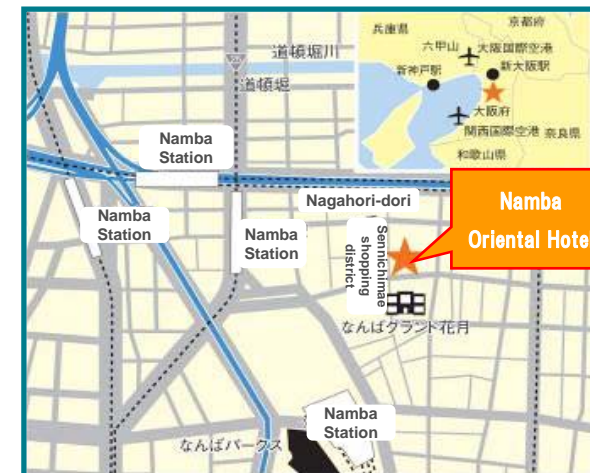 兵庫県
京都府
六甲山
大阪国際空港
新神戸駅
新大阪駅
大阪府
関西国際空港
奈良県
和歌山県
道頓堀川
道頓堀
Namba
Station
Nagahori-dori
Namba
Station
Namba
Station
Sennichimae
shopping
district
Namba
Oriental Hote
なんばグランド花月
Namba
Station
なんばパークス